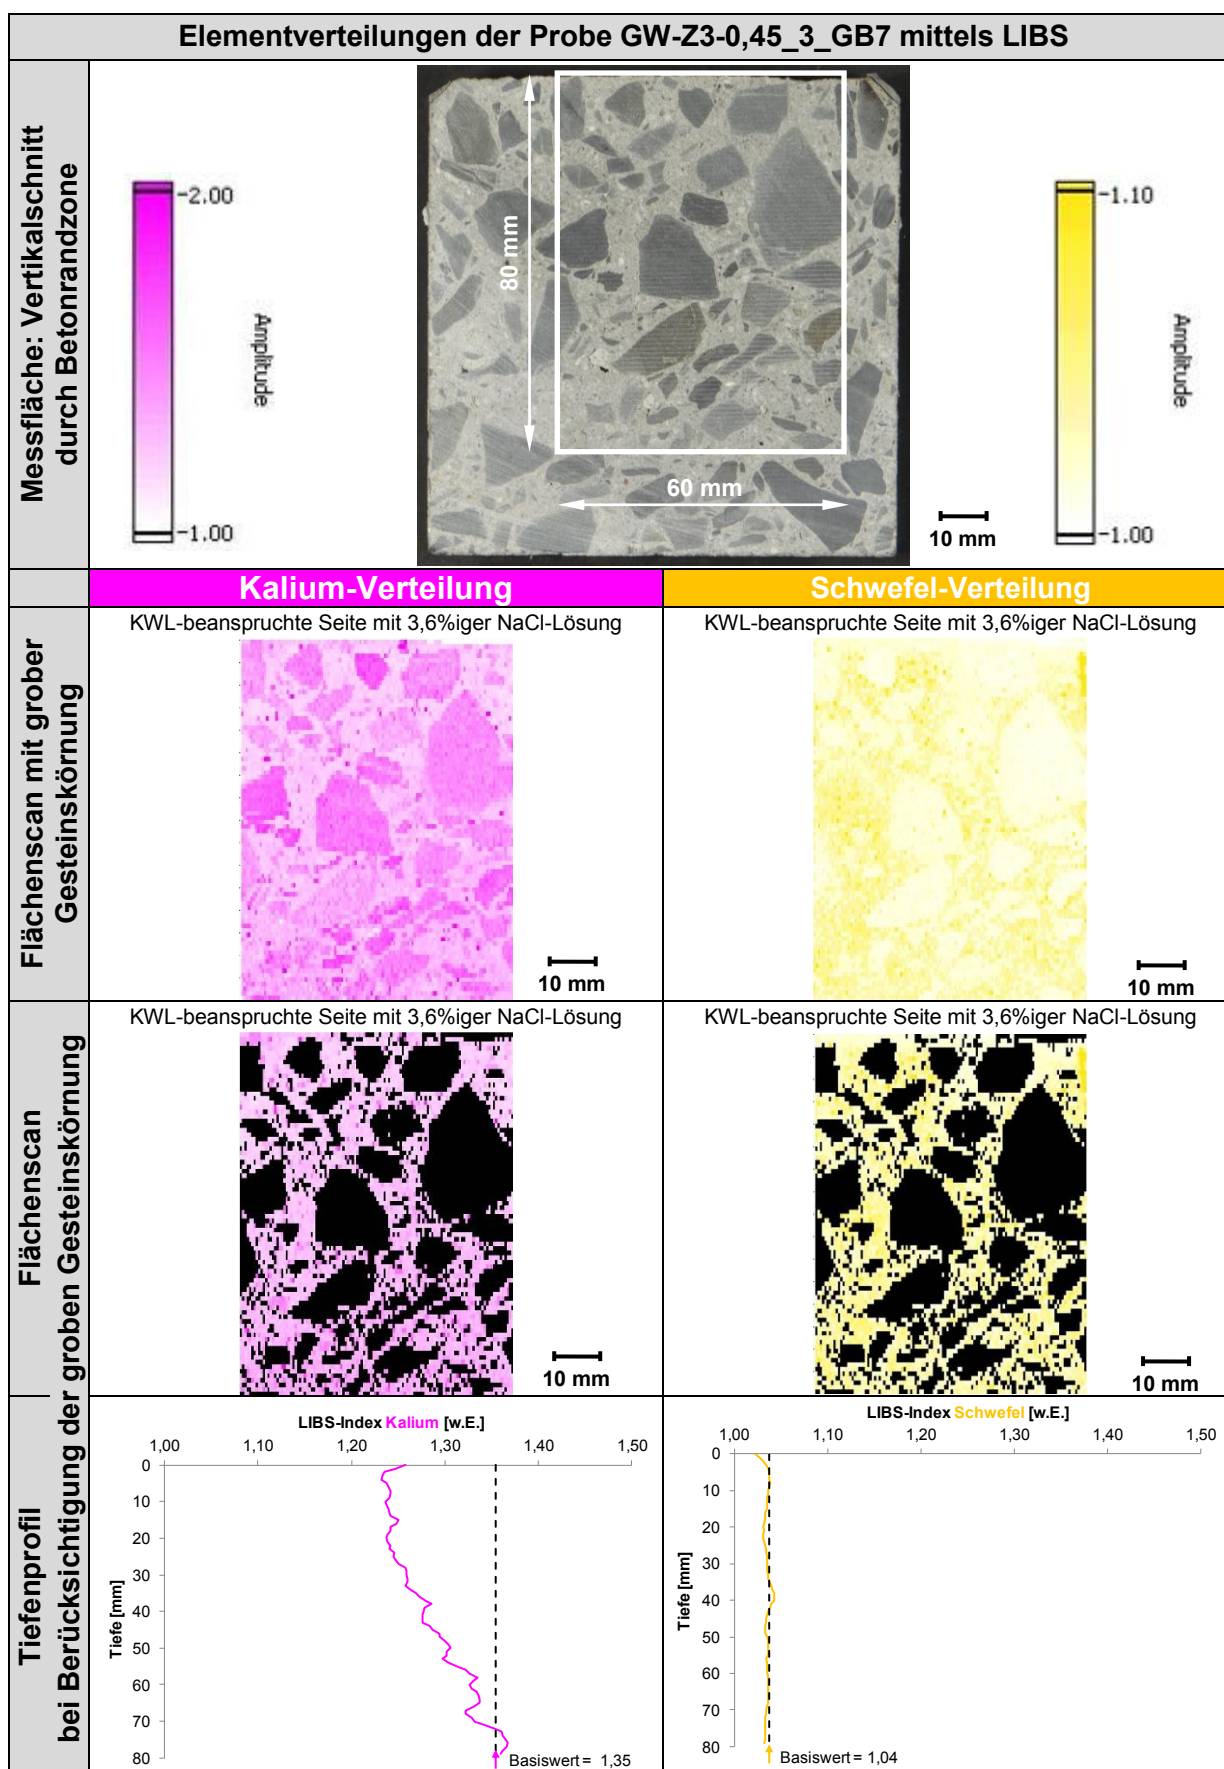 Elementverteilungen der Probe GW-Z3-0,45_3_GB7 mittels LIBS
Messfläche: Vertikalschnitt
durch Betonrandzone
2.00
1.00
Amplitude
80 mm
60 mm
10 mm
1.10
1.00
Amplitude
Kalium-Verteilung
Schwefel-Verteilung
Flächenscan mit grober
Gesteinskörnung
KWL-beanspruchte Seite mit 3,6%iger NaCl-Lösung
10 mm
KWL-beanspruchte Seite mit 3,6%iger NaCl-Lösung
10 mm
Flächenscan
KWL-beanspruchte Seite mit 3,6%iger NaCl-Lösung
10 mm
KWL-beanspruchte Seite mit 3,6%iger NaCl-Lösung
10 mm
Tiefenprofil
bei Berücksichtigung der groben Gesteinskörnung
LIBS-Index Kalium [w.E.]
1,00 1,10 1,20 1,30 1,40 1,50
0
10
20
30
40
50
60
70
80
Tiefe [mm]
Basiswert = 1,35
LIBS-Index Schwefel [w.E.]
1,00 1,10 1,20 1,30 1,40 1,50
0
10
20
30
40
50
60
70
80
Tiefe [mm]
Basiswert = 1,04